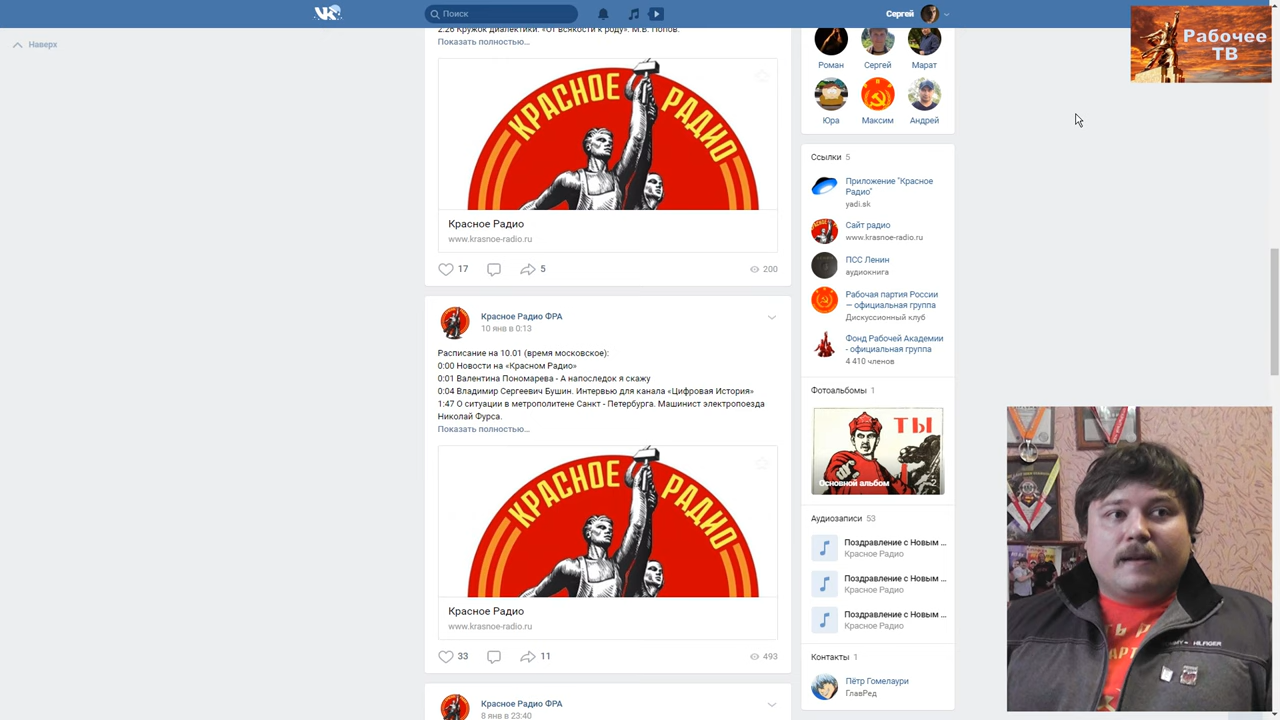 Поиск
Сергей
Наверх
Рабочее
ТВ
2:26 Кружок диалектики. «От всякости к роду». М.В. Попов.
Показать полностью…
КРАСНОЕ РАДИО
Красное Радио
www.krasnoe-radio.ru
17
5
200
Красное Радио ФРА
10 янв в 0:13
Расписание на 10.01 (время московское):
0:00 Новости на «Красном Радио»
0:01 Валентина Пономарева - А напоследок я скажу
0:04 Владимир Сергеевич Бушин. Интервью для канала «Цифровая История»
1:47 О ситуации в метрополитене Санкт - Петербурга. Машинист электропоезда
Николай Фурса.
Показать полностью…
КРАСНОЕ РАДИО
Красное Радио
www.krasnoe-radio.ru
33
11
493
Красное Радио ФРА
8 янв в 23:40
Роман
Сергей
Марат
Юра
Максим
Андрей
Ссылки 5
Приложение "Красное
Радио"
yadi.sk
Сайт радио
www.krasnoe-radio.ru
ПСС Ленин
аудиокнига
Рабочая партия России
— официальная группа
Дискуссионный клуб
Фонд Рабочей Академии
- официальная группа
4 410 членов
Фотоальбомы 1
ТЫ
Основной альбом
2
Аудиозаписи 53
Поздравление с Новым ...
Красное Радио
Поздравление с Новым ...
Красное Радио
Поздравление с Новым ...
Красное Радио
Контакты 1
Пётр Гомелаури
ГлавРед